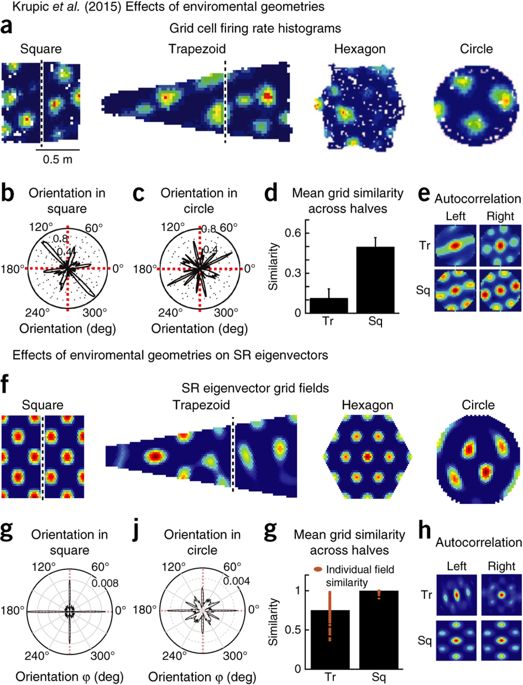 Krupic et al. (2015) Effects of enviromental geometries
a
Grid cell firing rate histograms
Square
Trapezoid
Hexagon
Circle
0.5 m
b
Orientation in
square
120°
60°
0.8
0.4
180°
0°
240°
300°
Orientation (deg)
c
Orientation in
circle
120°
60°
0.8
0.4
180°
0°
240°
300°
Orientation (deg)
d
Mean grid similarity
across halves
Similarity
0.6
0
Tr
Sq
e
Autocorrelation
Left
Right
Tr
Sq
Effects of enviromental geometries on SR eigenvectors
f
SR eigenvector grid fields
Square
Trapezoid
Hexagon
Circle
g
Orientation in
square
120°
60°
0.008
180°
0°
240°
300°
Orientation φ (deg)
j
Orientation in
circle
120°
60°
0.004
180°
0°
240°
300°
Orientation φ (deg)
g
Mean grid similarity
across halves
Individual field
similarity
Similarity
1
0.5
0
Tr
Sq
h
Autocorrelation
Left
Right
Tr
Sq